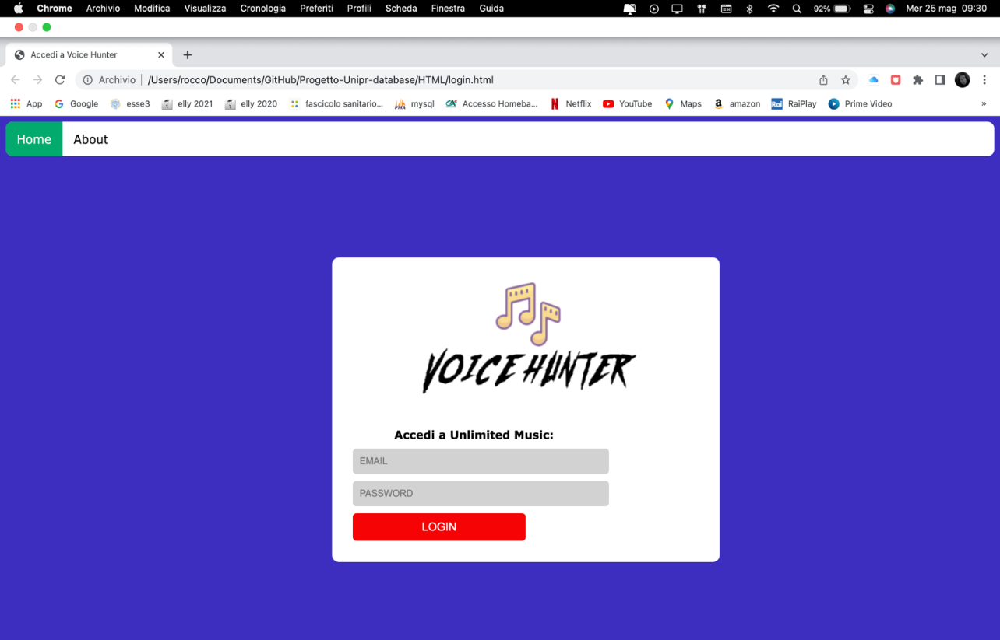 Chrome Archivio Modifica Visualizza Cronologia Preferiti Profili Scheda Finestra Guida 92% Mer 25 mag 09:30
Accedi a Voice Hunter
Archivio /Users/rocco/Documents/GitHub/Progetto-Unipr-database/HTML/login.html
App Google esse3 elly 2021 elly 2020 fascicolo sanitario... mysql Accesso Homeba... Netflix YouTube Maps amazon RaiPlay Prime Video »
Home About
VOICE HUNTER
Accedi a Unlimited Music:
EMAIL
PASSWORD
LOGIN